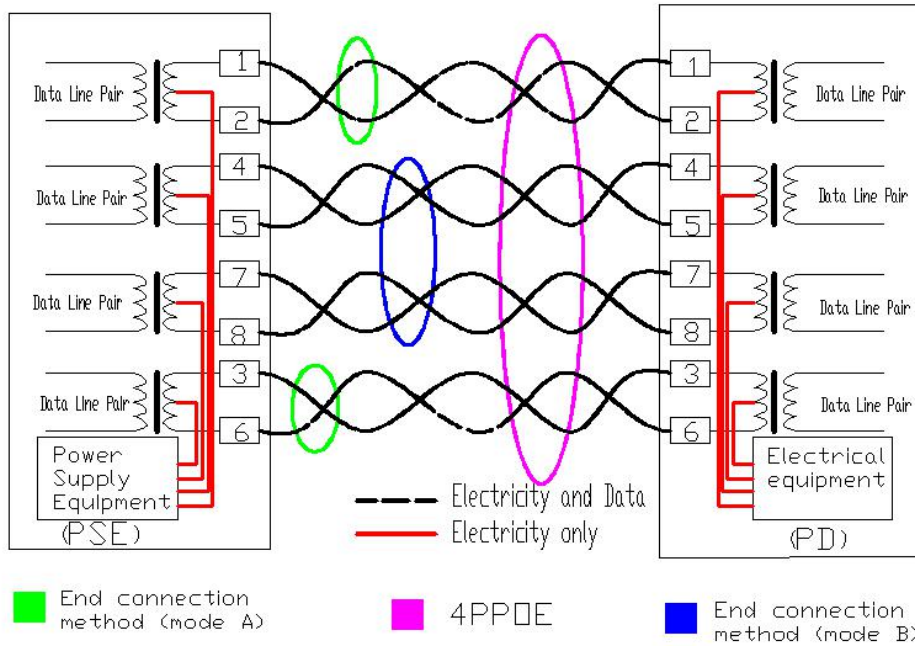 1
1
Data Line Pair
Data Line Pair
2
2
4
4
Data Line Pair
Data Line Pair
5
5
7
7
Data Line Pair
Data Line Pair
8
8
3
3
Data Line Pair
Data Line Pair
6
6
Power
Supply
Equipment
(PSE)
Electrical
equipment
(PD)
Electricity and Data
Electricity only
End connection
method (mode A)
4PPOE
End connection
method (mode B)